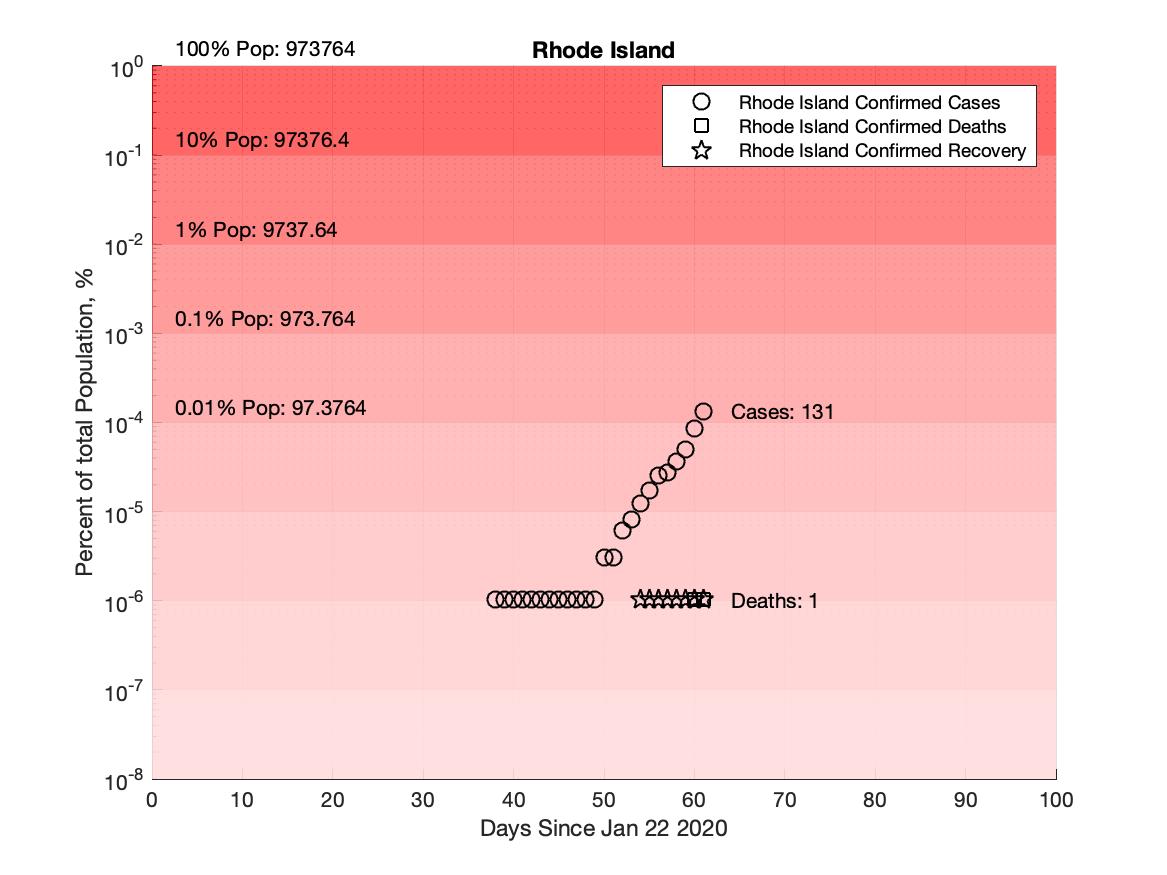 100% Pop: 973764
Rhode Island
10⁰
10% Pop: 97376.4
10⁻¹
1% Pop: 9737.64
10⁻²
0.1% Pop: 973.764
10⁻³
0.01% Pop: 97.3764
10⁻⁴
10⁻⁵
10⁻⁶
10⁻⁷
10⁻⁸
Percent of total Population, %
Rhode Island Confirmed Cases
Rhode Island Confirmed Deaths
Rhode Island Confirmed Recovery
Cases: 131
Deaths: 1
0 10 20 30 40 50 60 70 80 90 100
Days Since Jan 22 2020